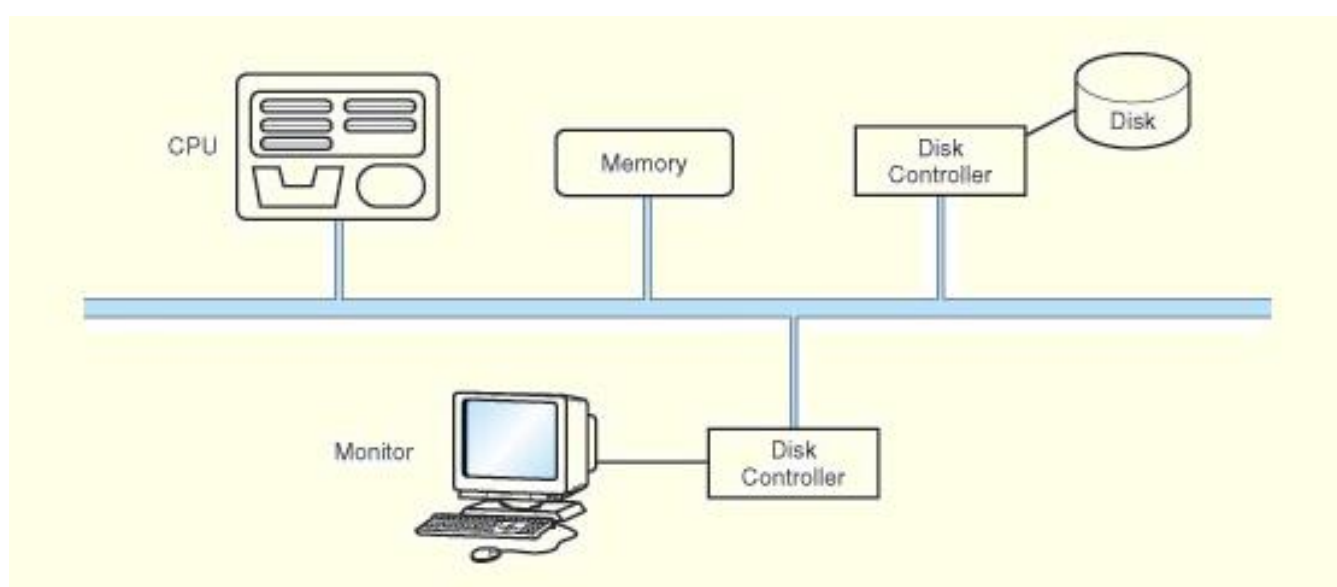 CPU
Memory
Disk
Controller
Disk
Monitor
Disk
Controller